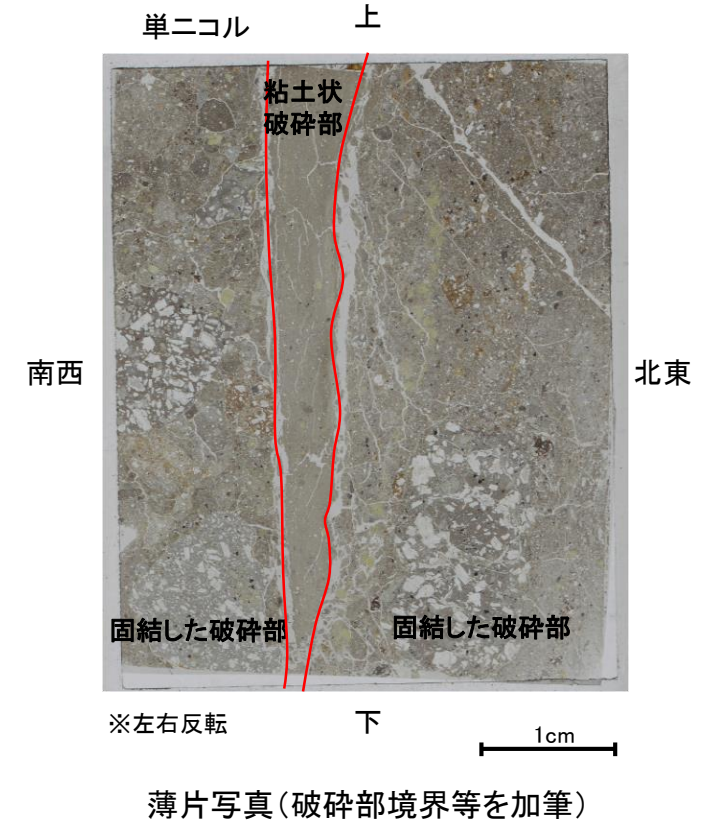 単ニコル
上
粘土状
破砕部
南西
北東
固結した破砕部
固結した破砕部
※左右反転
下
1cm
薄片写真（破砕部境界等を加筆）